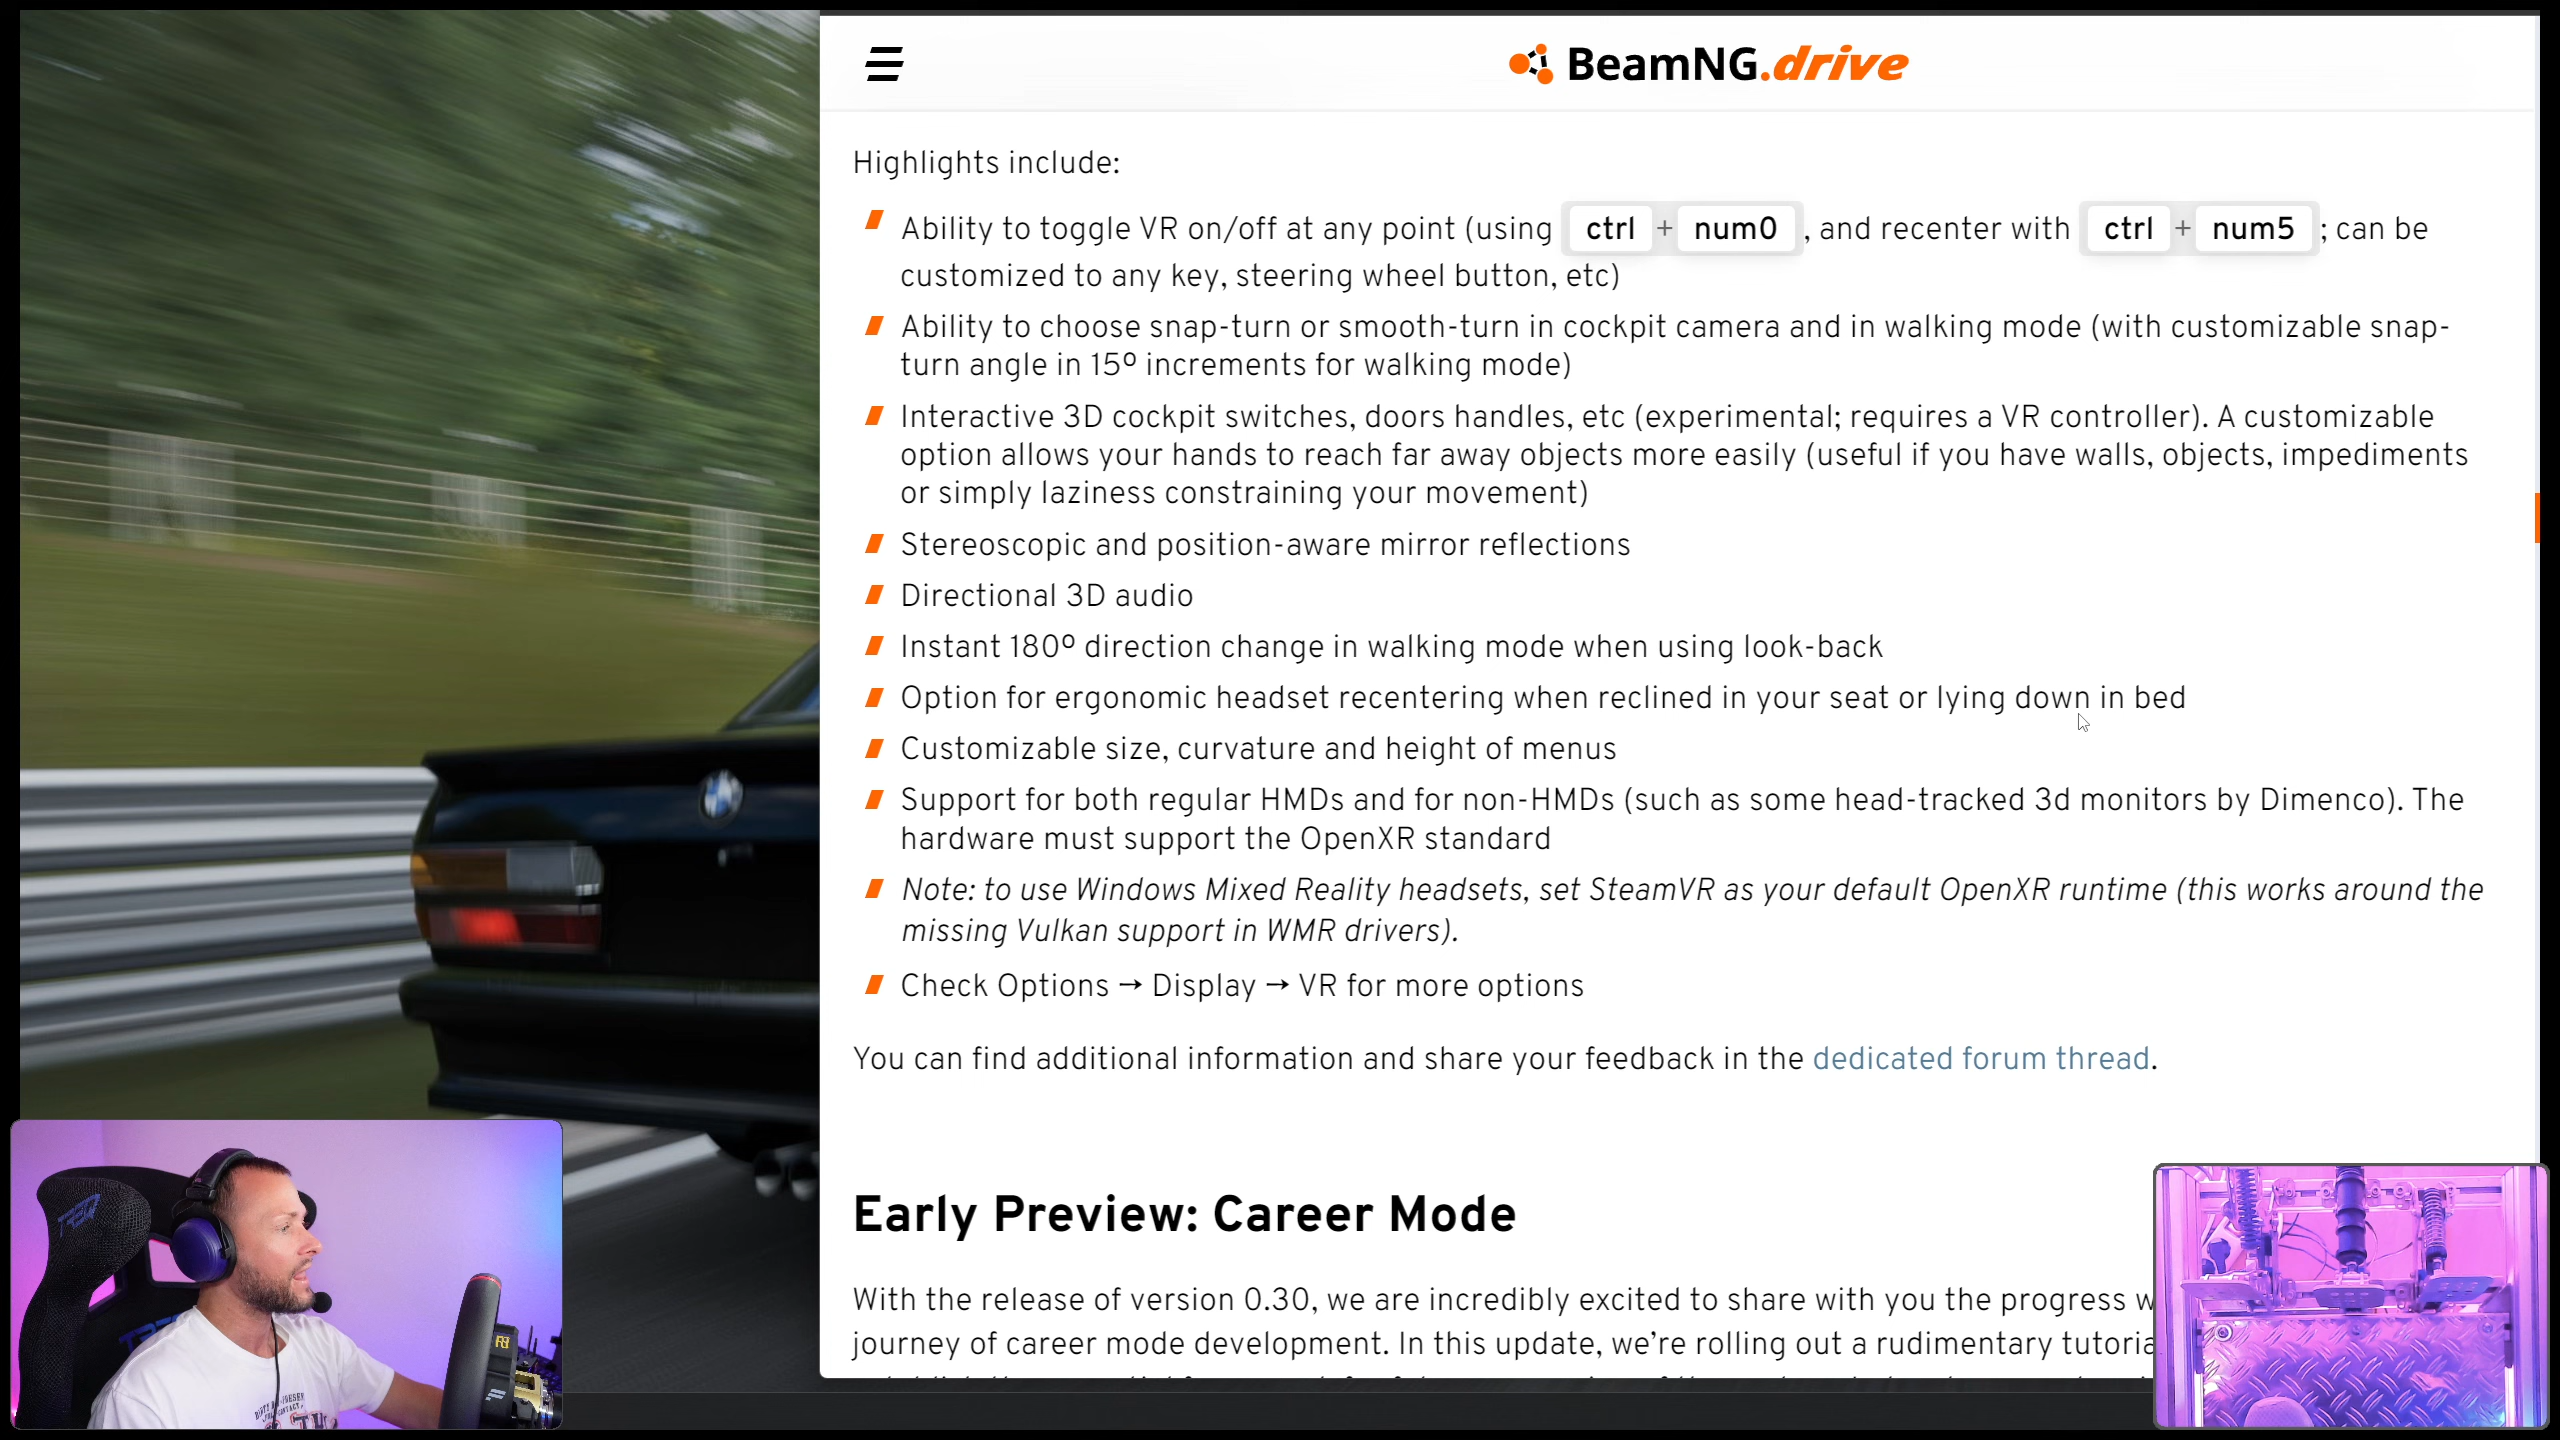 BeamNG.drive
Highlights include:
Ability to toggle VR on/off at any point (using ctrl + num0 , and recenter with ctrl + num5 ; can be
customized to any key, steering wheel button, etc)
Ability to choose snap-turn or smooth-turn in cockpit camera and in walking mode (with customizable snap-
turn angle in 15º increments for walking mode)
Interactive 3D cockpit switches, doors handles, etc (experimental; requires a VR controller). A customizable
option allows your hands to reach far away objects more easily (useful if you have walls, objects, impediments
or simply laziness constraining your movement)
Stereoscopic and position-aware mirror reflections
Directional 3D audio
Instant 180º direction change in walking mode when using look-back
Option for ergonomic headset recentering when reclined in your seat or lying down in bed
Customizable size, curvature and height of menus
Support for both regular HMDs and for non-HMDs (such as some head-tracked 3d monitors by Dimenco). The
hardware must support the OpenXR standard
Note: to use Windows Mixed Reality headsets, set SteamVR as your default OpenXR runtime (this works around the
missing Vulkan support in WMR drivers).
Check Options → Display → VR for more options
You can find additional information and share your feedback in the dedicated forum thread.
Early Preview: Career Mode
With the release of version 0.30, we are incredibly excited to share with you the progress
journey of career mode development. In this update, we’re rolling out a rudimentary